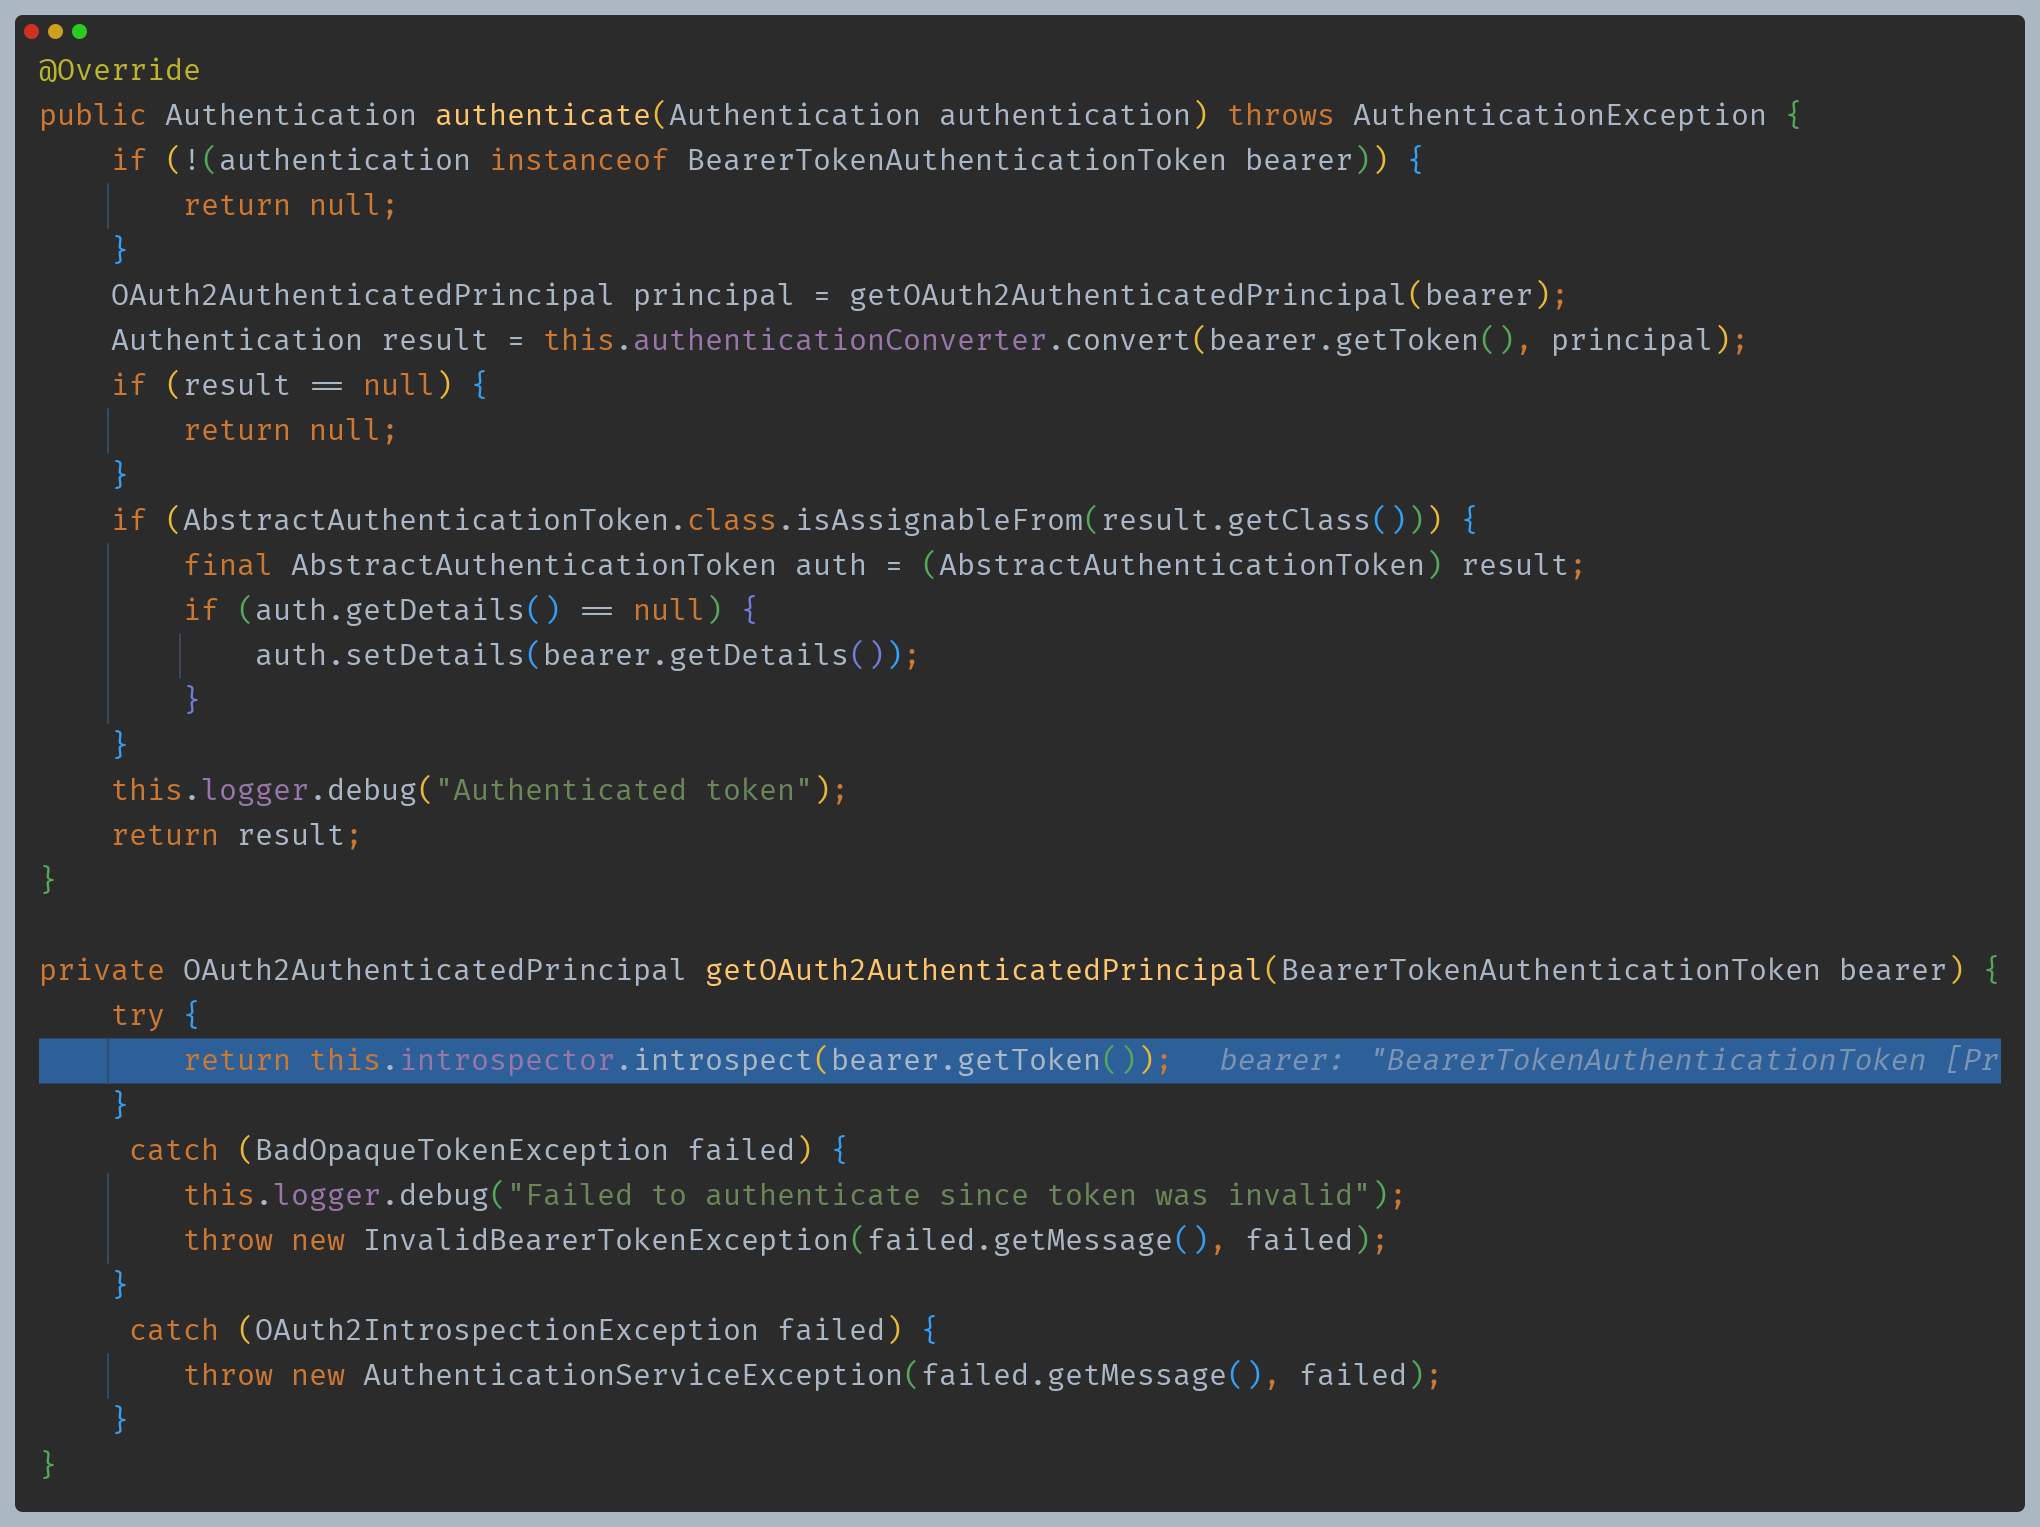 @Override
public Authentication authenticate(Authentication authentication) throws AuthenticationException {
    if (!(authentication instanceof BearerTokenAuthenticationToken bearer)) {
        return null;
    }
    OAuth2AuthenticatedPrincipal principal = getOAuth2AuthenticatedPrincipal(bearer);
    Authentication result = this.authenticationConverter.convert(bearer.getToken(), principal);
    if (result == null) {
        return null;
    }
    if (AbstractAuthenticationToken.class.isAssignableFrom(result.getClass())) {
        final AbstractAuthenticationToken auth = (AbstractAuthenticationToken) result;
        if (auth.getDetails() == null) {
            auth.setDetails(bearer.getDetails());
        }
    }
    this.logger.debug("Authenticated token");
    return result;
}

private OAuth2AuthenticatedPrincipal getOAuth2AuthenticatedPrincipal(BearerTokenAuthenticationToken bearer) {
    try {
        return this.introspector.introspect(bearer.getToken());   bearer: "BearerTokenAuthenticationToken [Pr
    }
     catch (BadOpaqueTokenException failed) {
        this.logger.debug("Failed to authenticate since token was invalid");
        throw new InvalidBearerTokenException(failed.getMessage(), failed);
    }
     catch (OAuth2IntrospectionException failed) {
        throw new AuthenticationServiceException(failed.getMessage(), failed);
    }
}